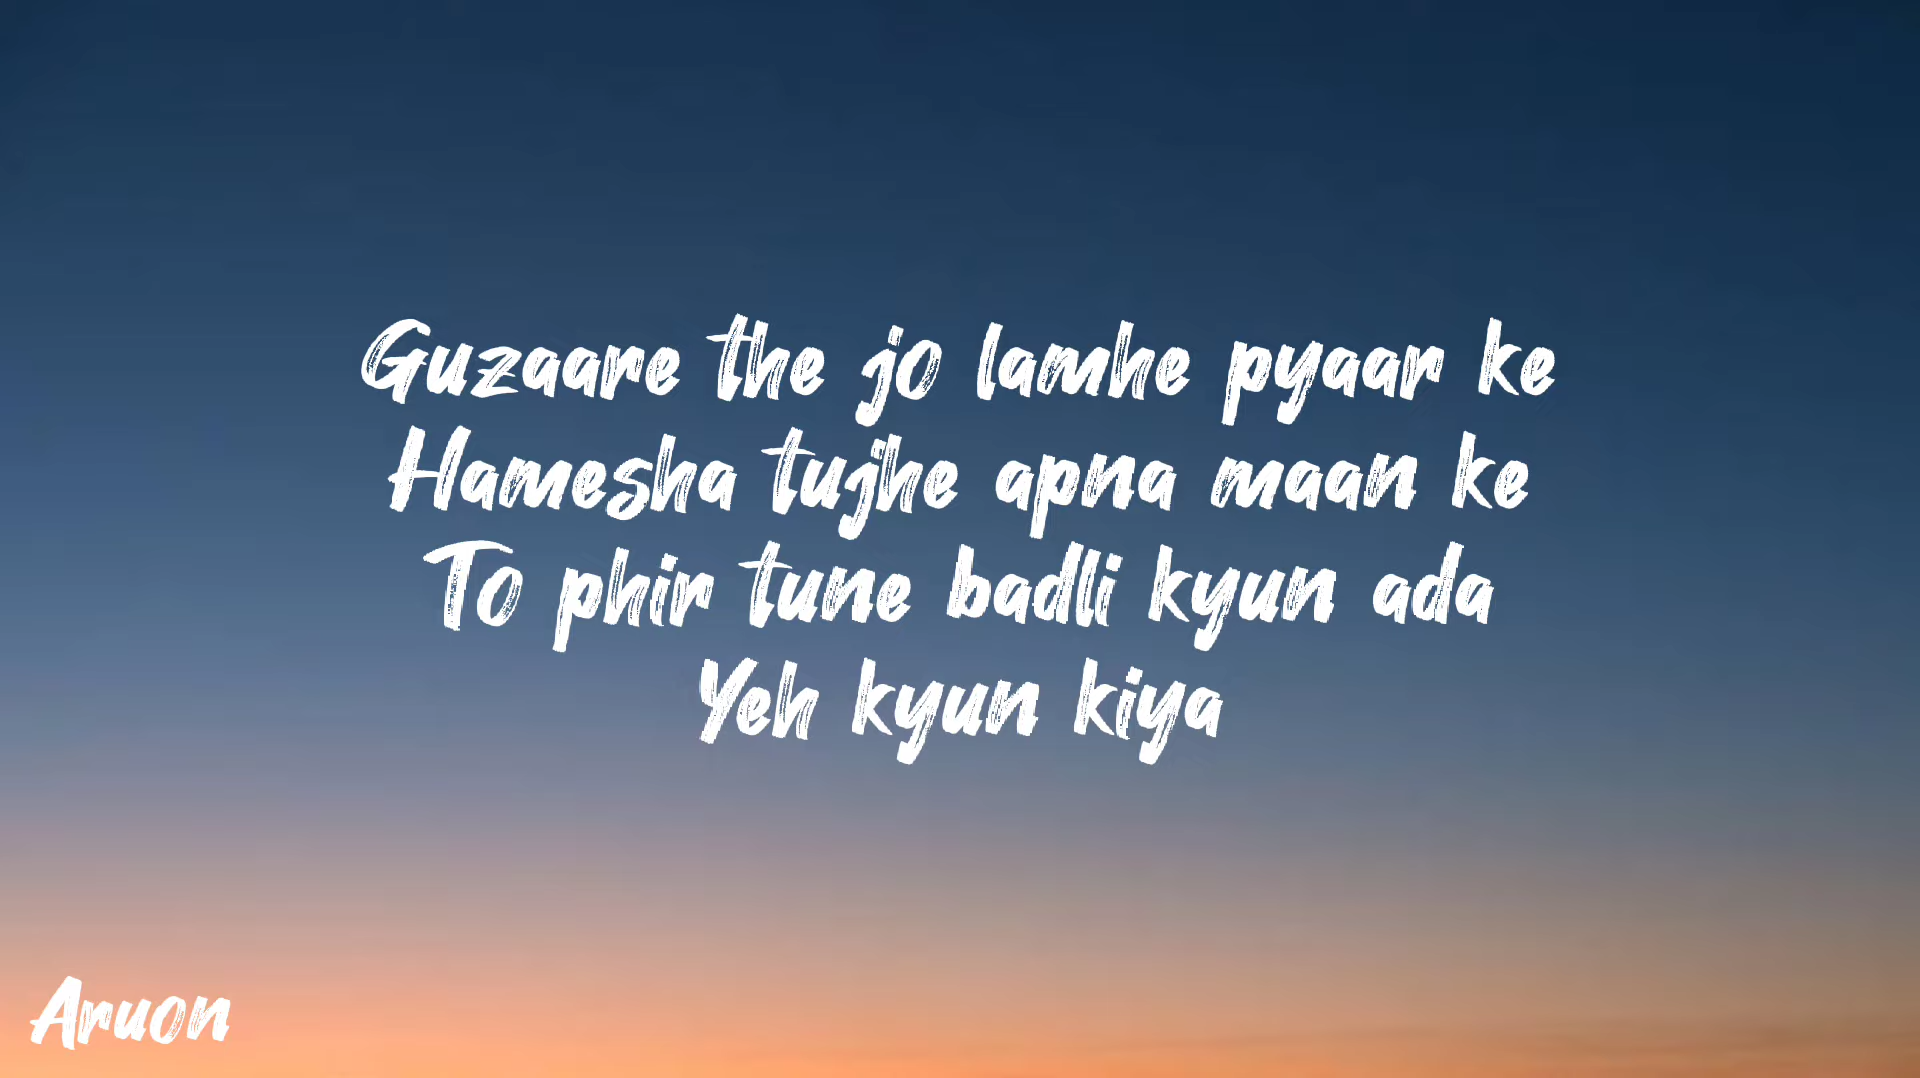 Guzaare the jo lamhe pyaar ke
Hamesha tujhe apna maan ke
To phir tune badli kyun ada
Yeh kyun kiya
Aruon